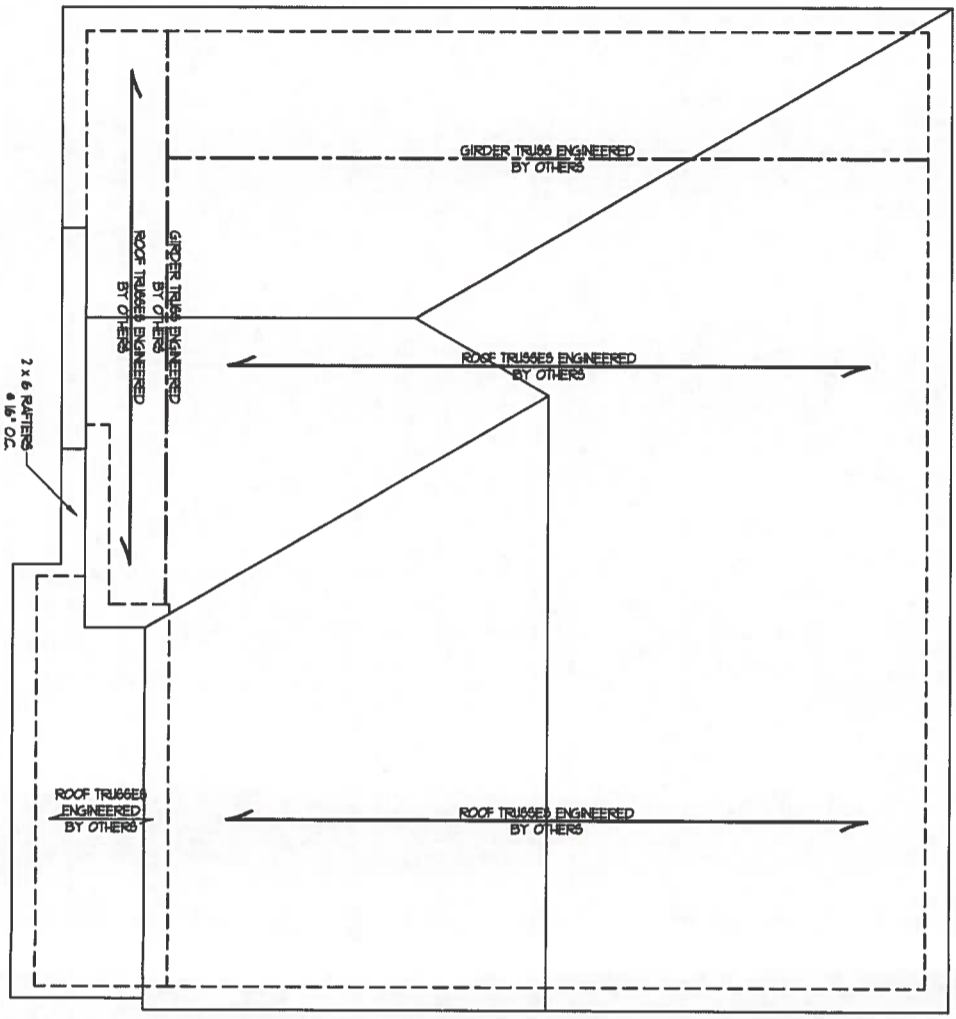 GIRDER TRUSS ENGINEERED
BY OTHERS
GIRDER TRUSS ENGINEERED
BY OTHERS
ROOF TRUSSES ENGINEERED
BY OTHERS
ROOF TRUSSES ENGINEERED
BY OTHERS
2 x 6 RAFTERS
@ 16" O.C.
ROOF TRUSSES
ENGINEERED
BY OTHERS
ROOF TRUSSES ENGINEERED
BY OTHERS